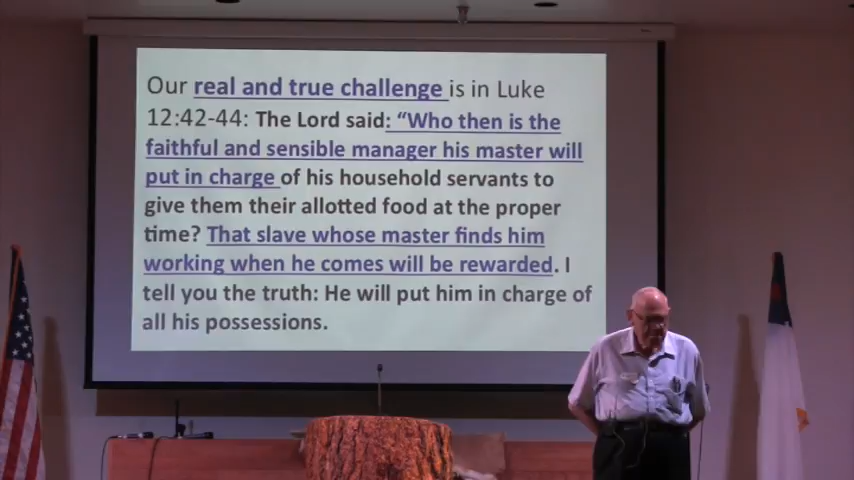 Our real and true challenge is in Luke
12:42-44: The Lord said: “Who then is the
faithful and sensible manager his master will
put in charge of his household servants to
give them their allotted food at the proper
time? That slave whose master finds him
working when he comes will be rewarded. I
tell you the truth: He will put him in charge of
all his possessions.